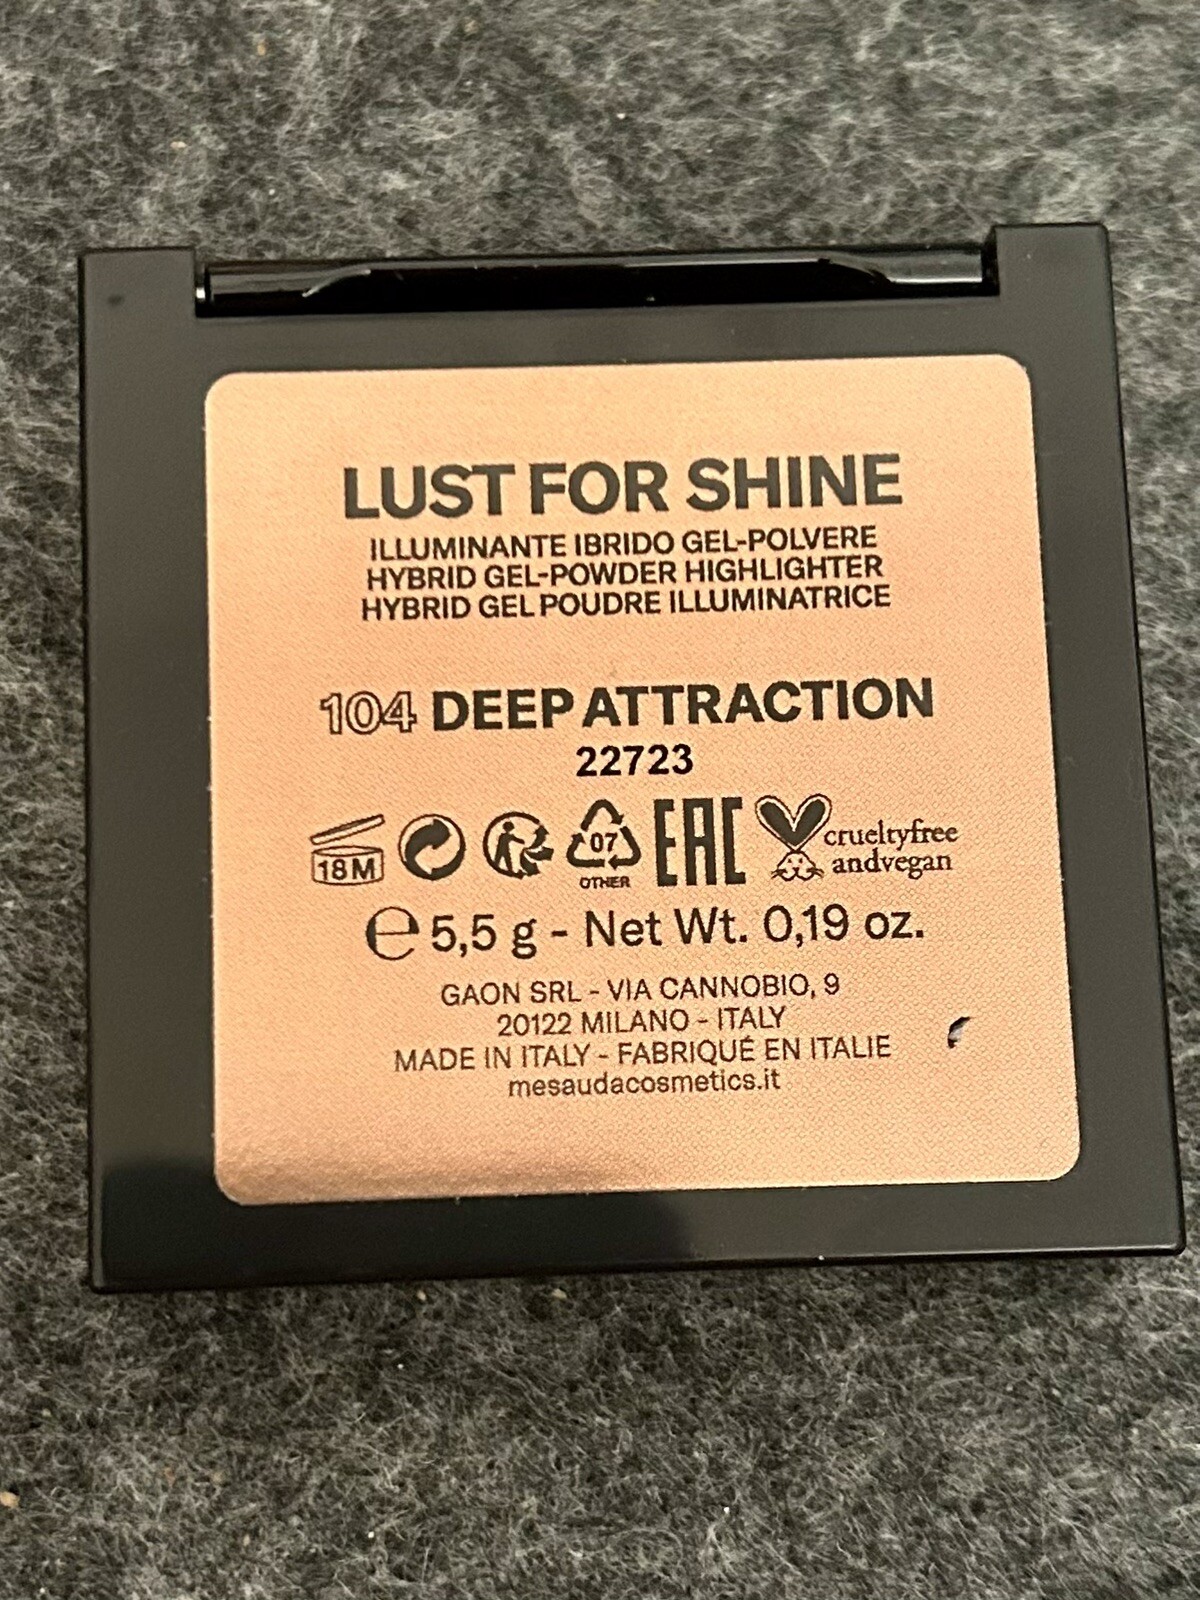 LUST FOR SHINE
ILLUMINANTE IBRIDO GEL-POLVERE
HYBRID GEL-POWDER HIGHLIGHTER
HYBRID GEL POUDRE ILLUMINATRICE
104 DEEP ATTRACTION
22723
18M
07
OTHER
EAC
crueltyfree
andvegan
℮ 5,5 g - Net Wt. 0,19 oz.
GAON SRL - VIA CANNOBIO, 9
20122 MILANO - ITALY
MADE IN ITALY - FABRIQUÉ EN ITALIE
mesaudacosmetics.it